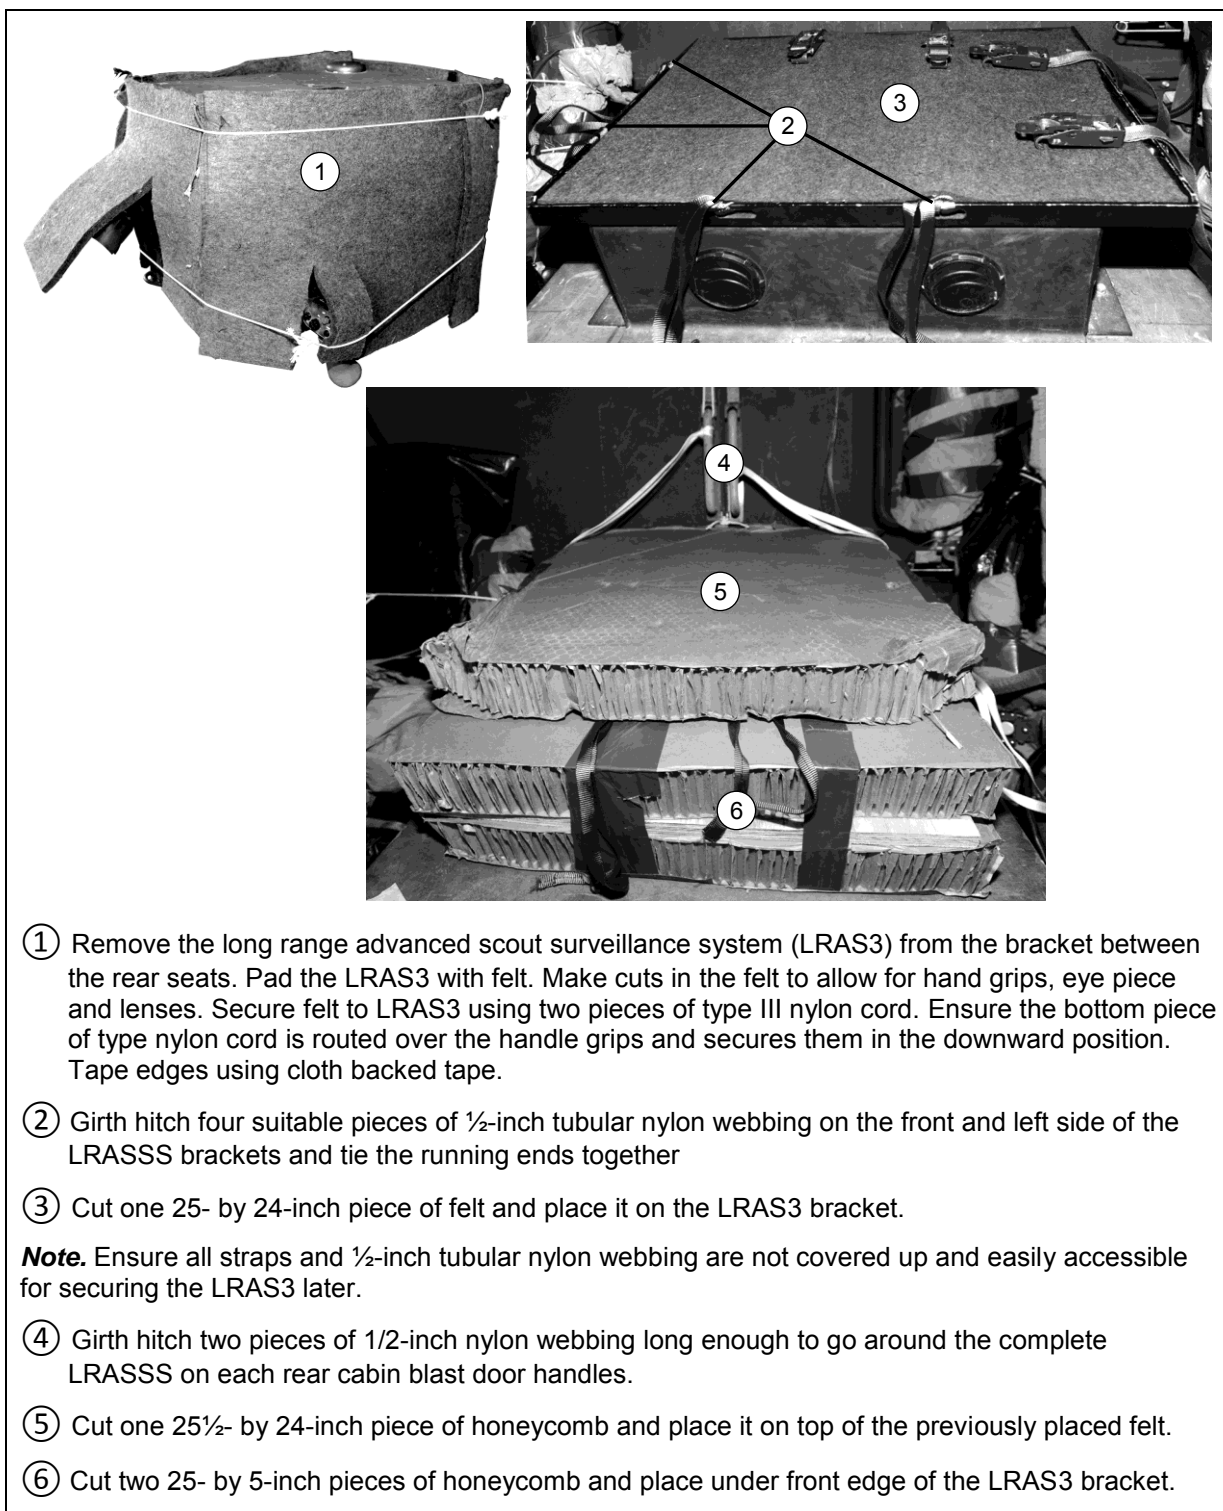 1
2
3
4
5
6
① Remove the long range advanced scout surveillance system (LRAS3) from the bracket between
the rear seats. Pad the LRAS3 with felt. Make cuts in the felt to allow for hand grips, eye piece
and lenses. Secure felt to LRAS3 using two pieces of type III nylon cord. Ensure the bottom piece
of type nylon cord is routed over the handle grips and secures them in the downward position.
Tape edges using cloth backed tape.
② Girth hitch four suitable pieces of ½-inch tubular nylon webbing on the front and left side of the
LRASSS brackets and tie the running ends together
③ Cut one 25- by 24-inch piece of felt and place it on the LRAS3 bracket.
Note. Ensure all straps and ½-inch tubular nylon webbing are not covered up and easily accessible
for securing the LRAS3 later.
④ Girth hitch two pieces of 1/2-inch nylon webbing long enough to go around the complete
LRASSS on each rear cabin blast door handles.
⑤ Cut one 25½- by 24-inch piece of honeycomb and place it on top of the previously placed felt.
⑥ Cut two 25- by 5-inch pieces of honeycomb and place under front edge of the LRAS3 bracket.